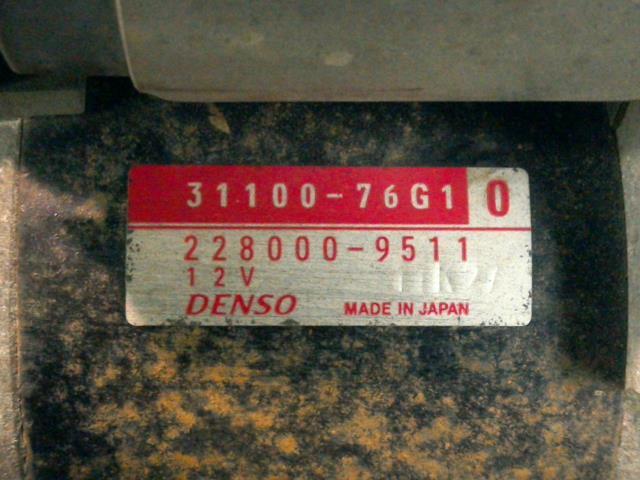 31100-76G1 0
228000-9511
12V
DENSO MADE IN JAPAN